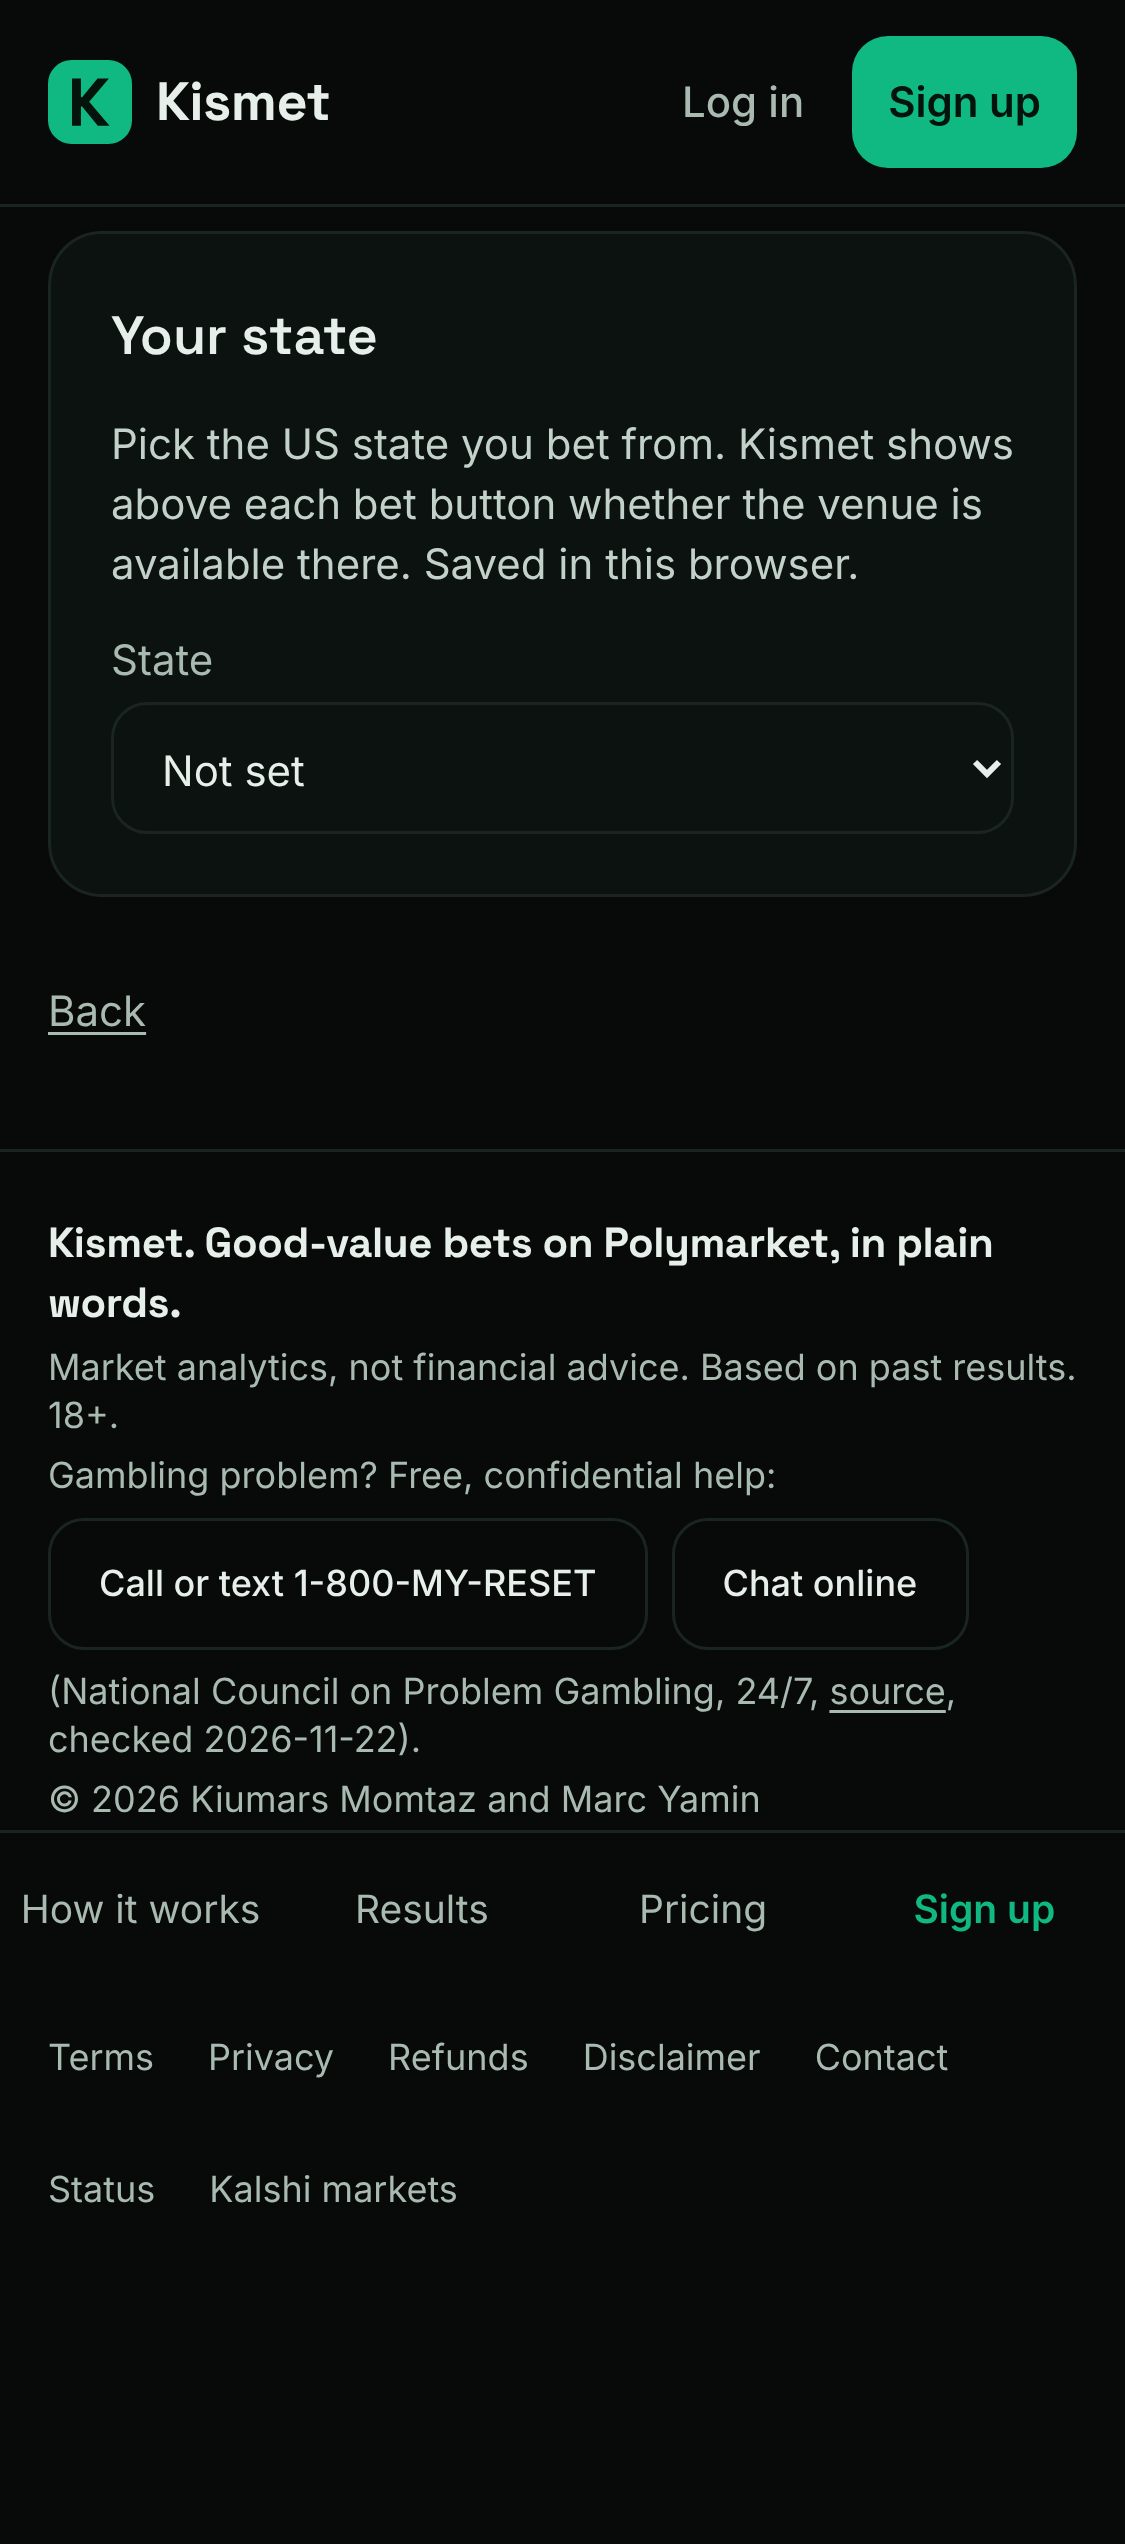 K Kismet Log in Sign up
Your state
Pick the US state you bet from. Kismet shows
above each bet button whether the venue is
available there. Saved in this browser.
State
Not set
Back
Kismet. Good-value bets on Polymarket, in plain
words.
Market analytics, not financial advice. Based on past results.
18+.
Gambling problem? Free, confidential help:
Call or text 1-800-MY-RESET Chat online
(National Council on Problem Gambling, 24/7, source,
checked 2026-11-22).
© 2026 Kiumars Momtaz and Marc Yamin
How it works Results Pricing Sign up
Terms Privacy Refunds Disclaimer Contact
Status Kalshi markets